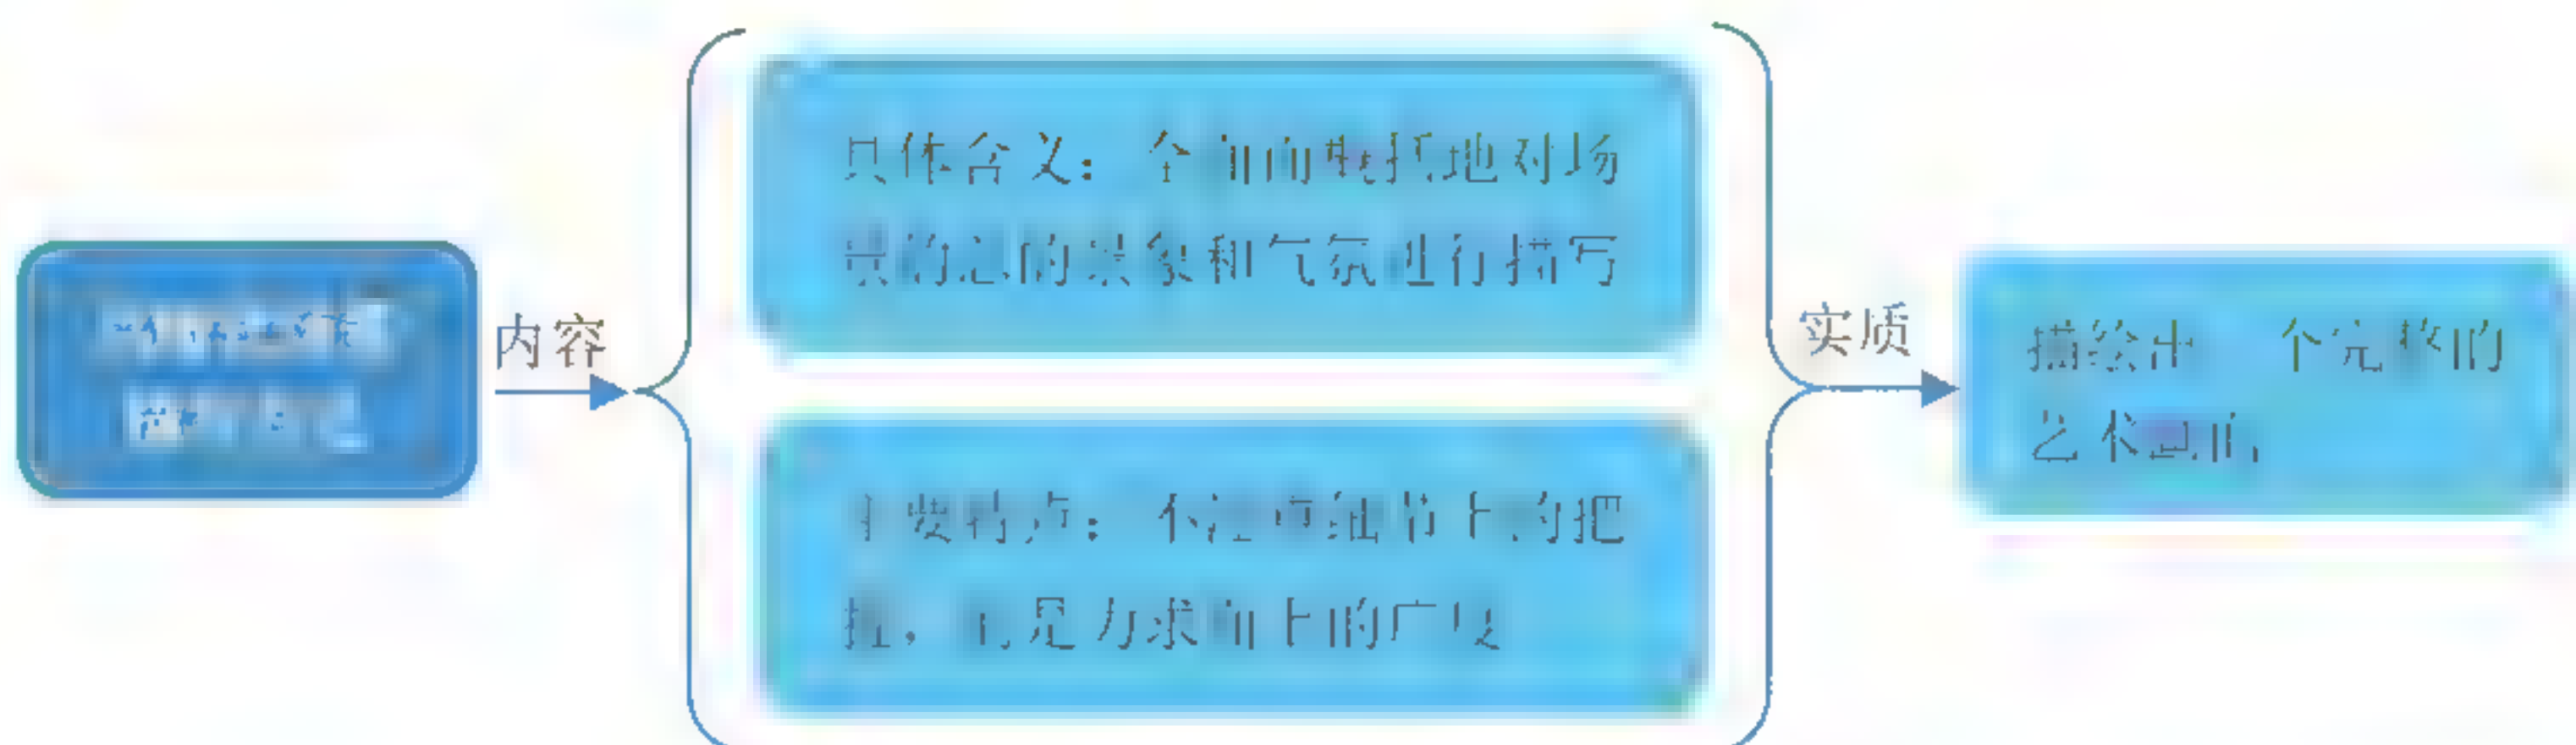 内容
具体含义：全面而概括地对场
景的总的景象和气氛进行描写
主要特点：不注重细节上的把
握，而是力求面上的广度
实质
描绘出一个完整的
艺术画面